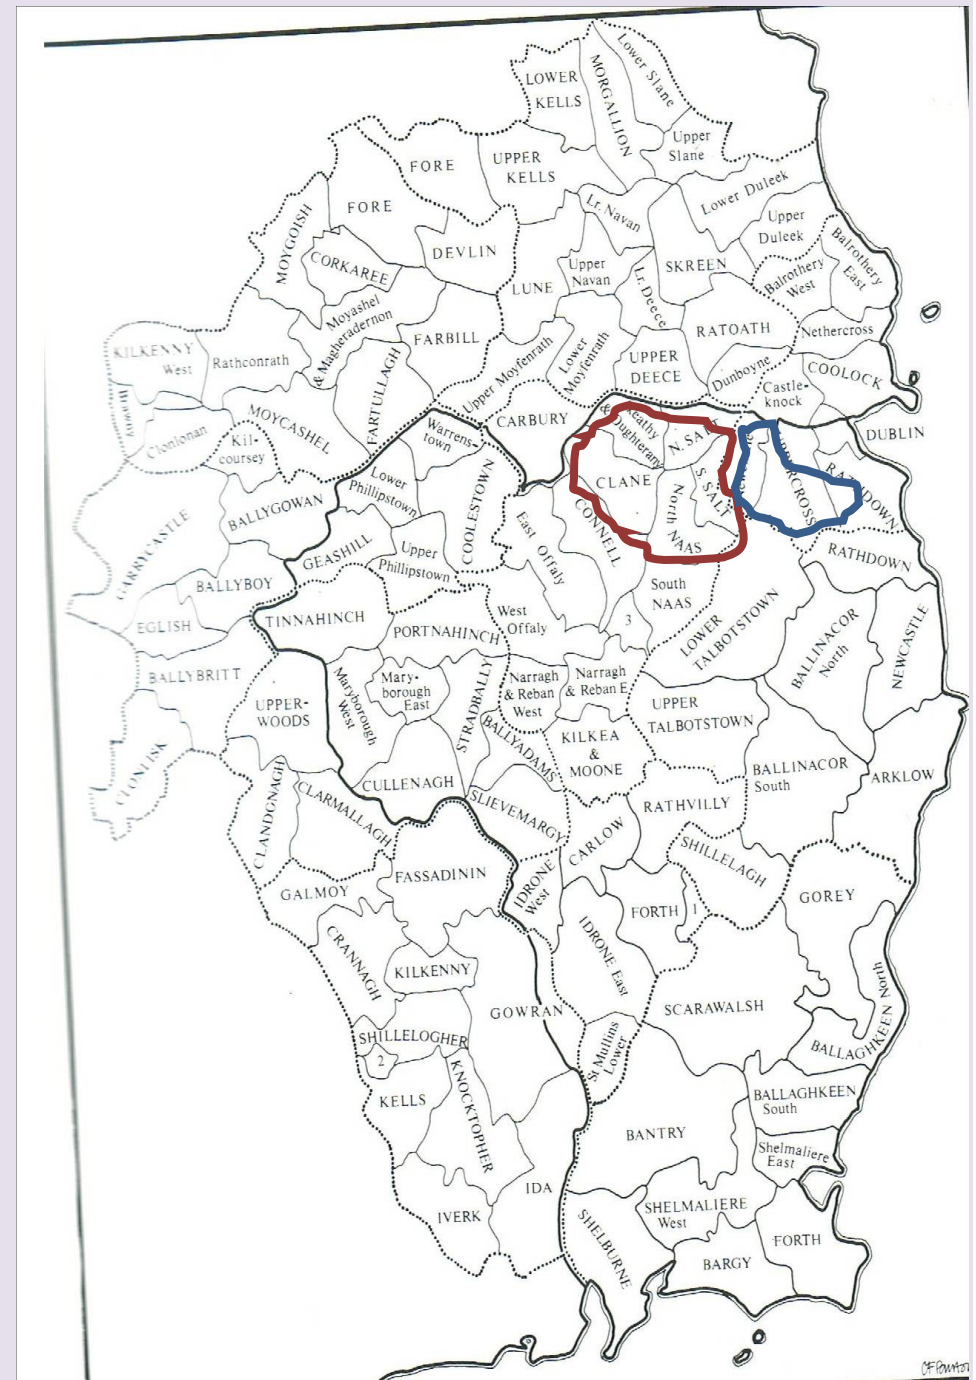 LOWER
KELLS
MORGALLION
Lower Slane
Upper
Slane
FORE
UPPER
KELLS
FORE
MOYGOISH
CORKAREE
DEVLIN
Lr. Navan
Lower Duleek
Upper
Duleek
SKREEN
Upper
Navan
LUNE
Lr. Deece
Balrothery
West
Balrothery
East
Moyashel
& Magheradernon
FARBILL
RATOATH
Nethercross
KILKENNY
West
Rathconrath
FARTULLAGH
Upper Moyfenrath
Lower
Moyfenrath
UPPER
DEECE
Dunboyne
Castle-
knock
COOLOCK
Clonlonan
Kil-
coursey
MOYCASHEL
CARBURY
Warrens-
town
N. SALT
DUBLIN
CLANE
S. SALT
North
NAAS
CONNELL
RATHDOWN
Lower
Phillipstown
COOLESTOWN
BALLYGOWAN
GARRYCASTLE
GEASHILL
Upper
Phillipstown
East Offaly
RATHDOWN
BALLYBOY
EGLISH
TINNAHINCH
PORTNAHINCH
West
Offaly
3
South
NAAS
LOWER
TALBOTSTOWN
BALLINACOR
North
NEWCASTLE
BALLYBRITT
UPPER-
WOODS
Maryborough
West
Mary-
borough
East
STRADBALLY
Narragh
& Reban
West
Narragh
& Reban E
UPPER
TALBOTSTOWN
CLONLISK
BALLYADAMS
KILKEA
&
MOONE
BALLINACOR
South
ARKLOW
CULLENAGH
SLIEVEMARGY
RATHVILLY
CLANDGNAGH
CLARMALLAGH
CARLOW
SHILLELAGH
GALMOY
FASSADININ
IDRONE
West
FORTH
1
GOREY
CRANNAGH
KILKENNY
IDRONE East
GOWRAN
SCARAWALSH
BALLAGHKEEN North
SHILLELOGHER
2
St Mullins
Lower
KELLS
KNOCKTOPHER
BALLAGHKEEN
South
BANTRY
Shelmaliere
East
IDA
IVERK
SHELMALIERE
West
SHELBURNE
FORTH
BARGY